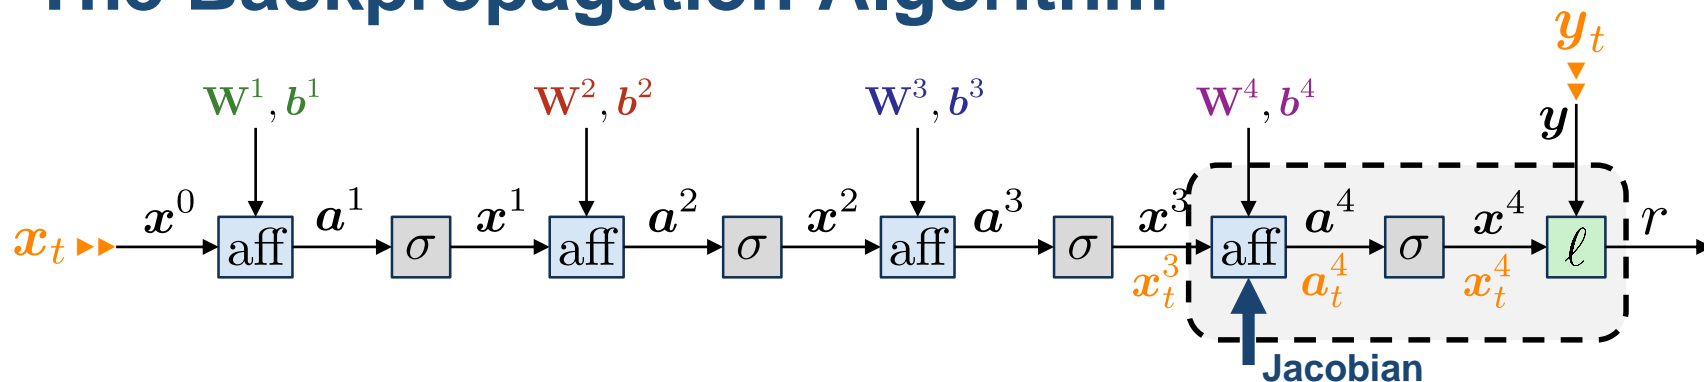 The Backpropagation Algorithm
y_t
W^1, b^1 W^2, b^2 W^3, b^3 W^4, b^4 y
x_t x^0 aff a^1 σ x^1 aff a^2 σ x^2 aff a^3 σ x^3 aff a^4 σ x^4 ℓ r
x_t^3 a_t^4 x_t^4
Jacobian